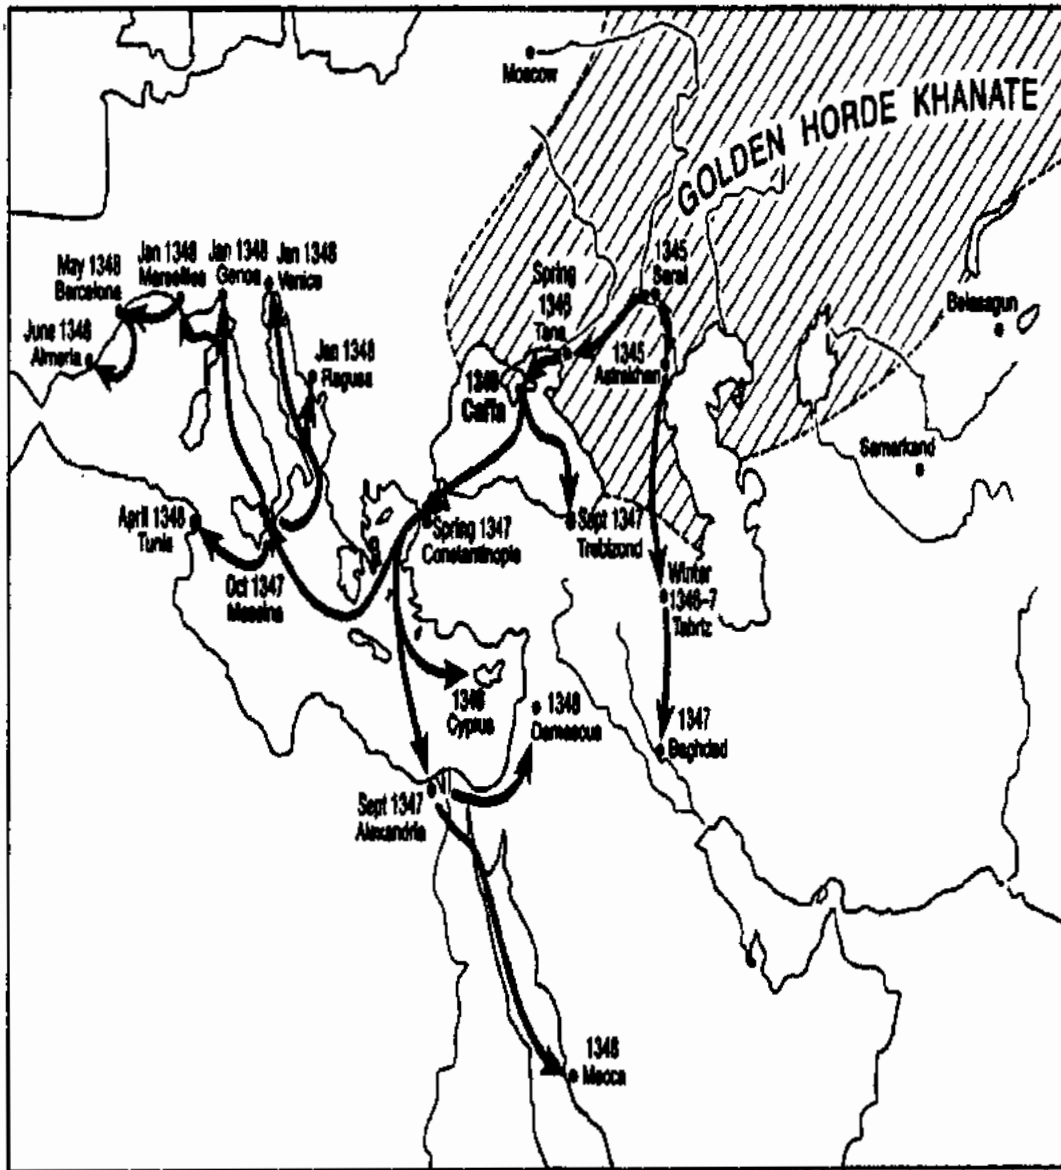 Moscow
GOLDEN HORDE KHANATE
May 1348
Barcelona
Jan 1348
Marseilles
Jan 1348
Genoa
Jan 1348
Venice
June 1348
Almeria
Jan 1348
Ragusa
1345
Sarai
Spring
Tana
1345
Astrakhan
Caffa
Balasagun
Samarkand
April 1348
Tunis
Oct 1347
Messina
Spring 1347
Constantinople
Sept 1347
Trebizond
Winter
1346-7
Tabriz
Cyprus
1348
Damascus
1347
Baghdad
Sept 1347
Alexandria
1348
Mecca